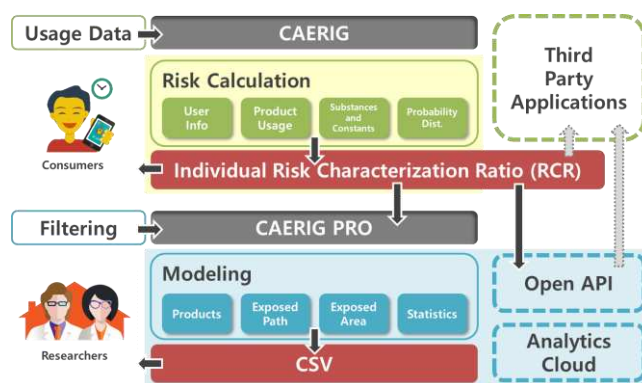 Usage Data
CAERIG
Third
Party
Applications
Risk Calculation
User
Info
Product
Usage
Substances
and
Constants
Probability
Dist.
Consumers
Individual Risk Characterization Ratio (RCR)
Filtering
CAERIG PRO
Modeling
Open API
Products
Exposed
Path
Exposed
Area
Statistics
Analytics
Cloud
Researchers
CSV